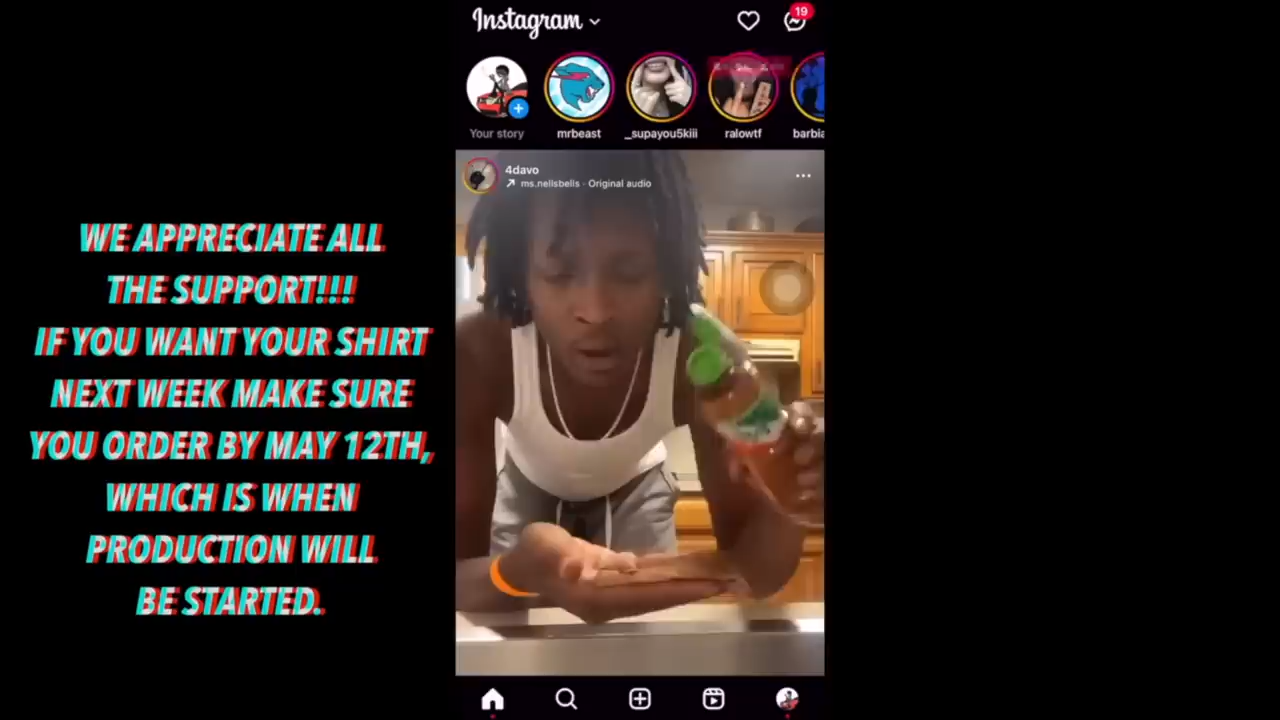 Instagram
19
Your story
mrbeast
_supayou5kiii
ralowtf
barbia
4davo
ms.nellsbells · Original audio
WE APPRECIATE ALL
THE SUPPORT!!!
IF YOU WANT YOUR SHIRT
NEXT WEEK MAKE SURE
YOU ORDER BY MAY 12TH,
WHICH IS WHEN
PRODUCTION WILL
BE STARTED.